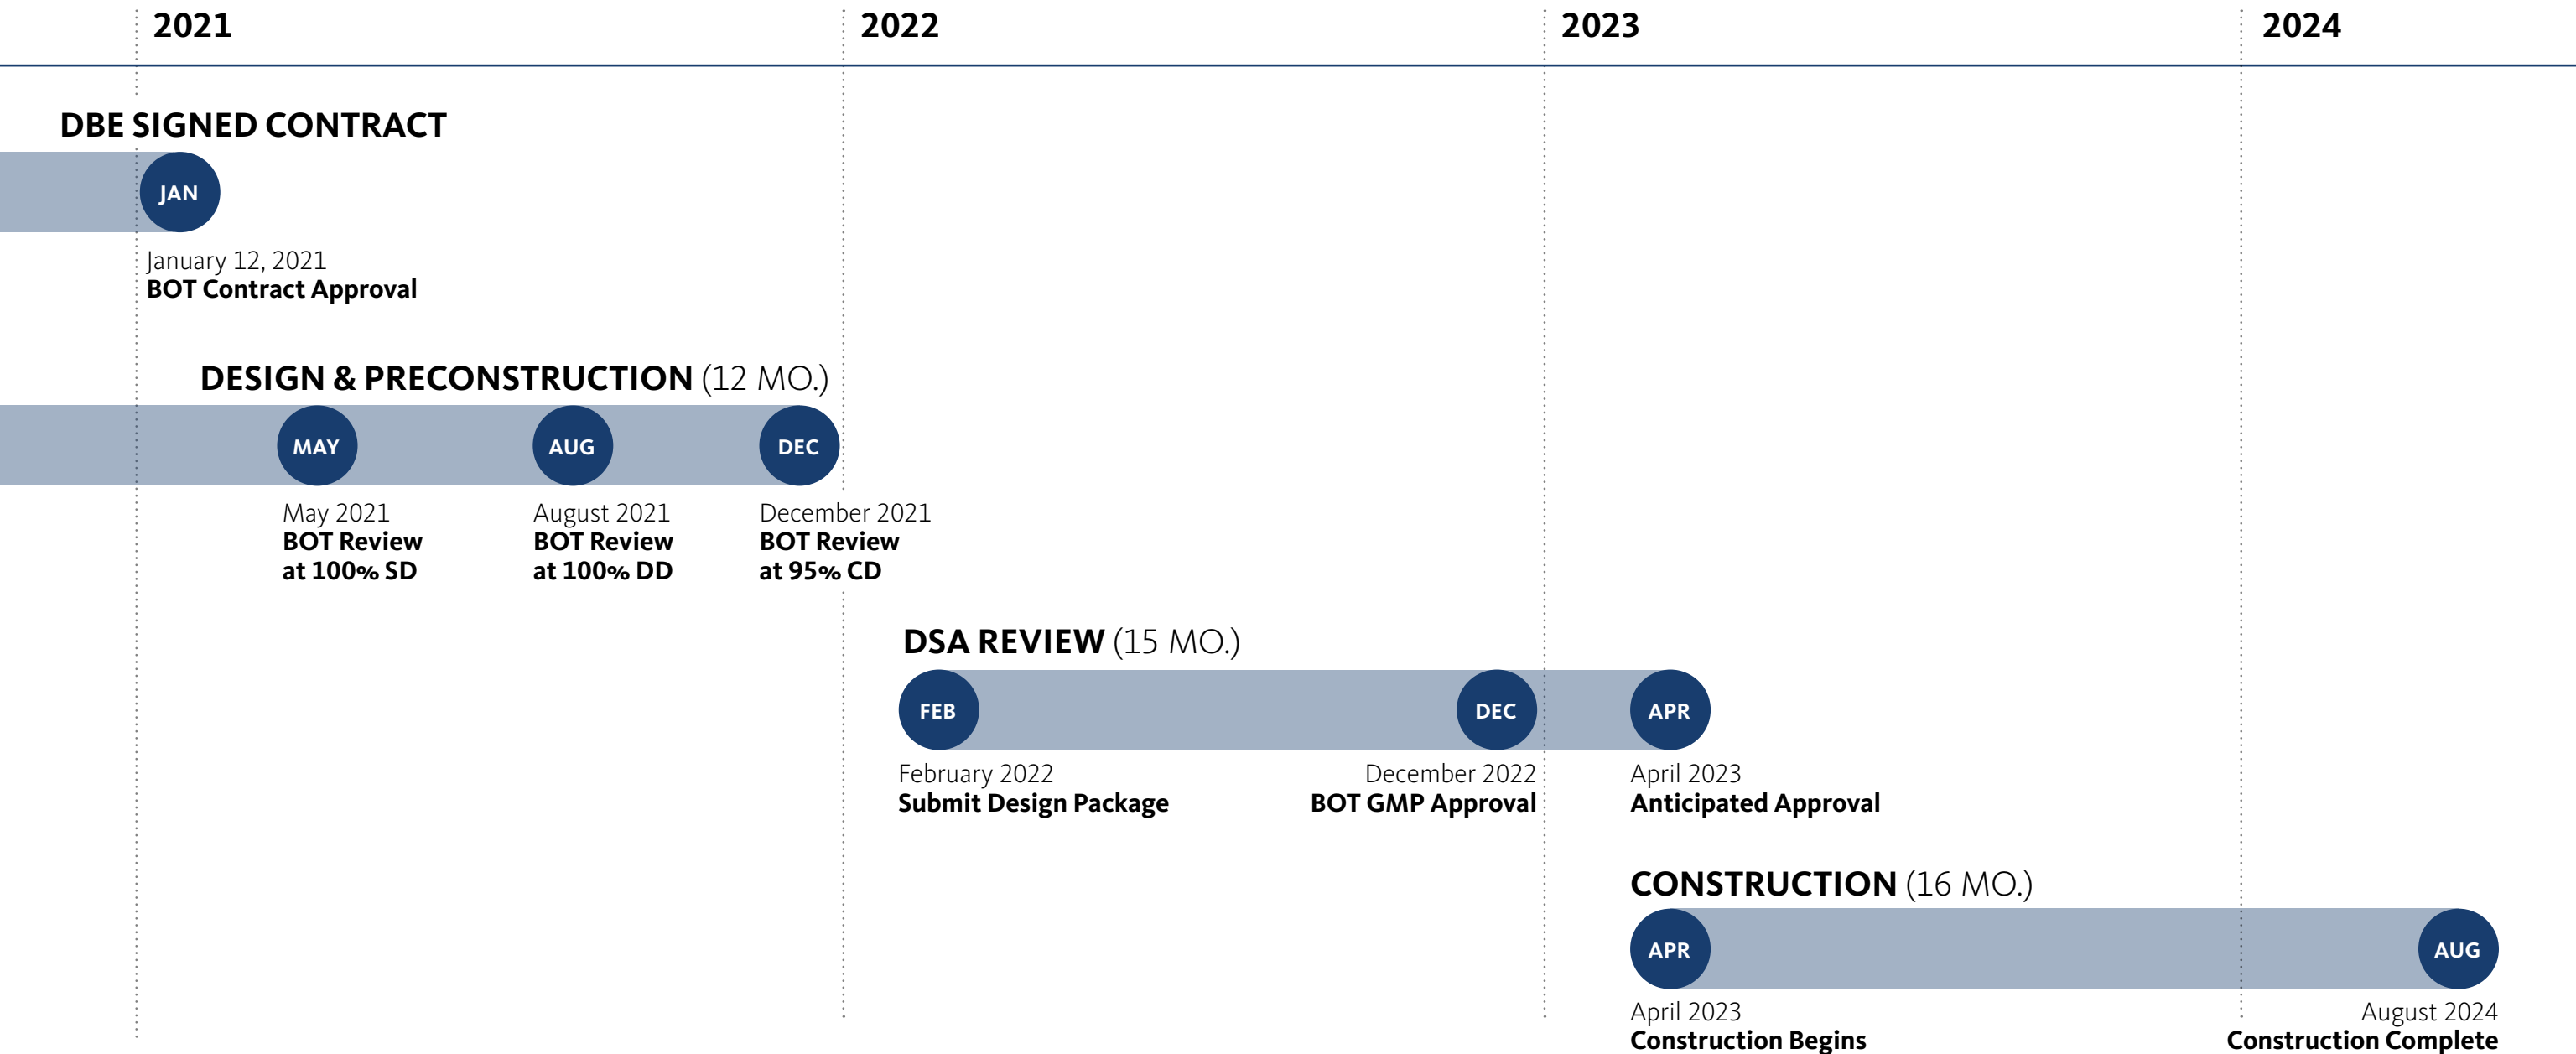 2021
2022
2023
2024
DBE SIGNED CONTRACT
JAN
January 12, 2021
BOT Contract Approval
DESIGN & PRECONSTRUCTION (12 MO.)
MAY
AUG
DEC
May 2021
BOT Review
at 100% SD
August 2021
BOT Review
at 100% DD
December 2021
BOT Review
at 95% CD
DSA REVIEW (15 MO.)
FEB
DEC
APR
February 2022
Submit Design Package
December 2022
BOT GMP Approval
April 2023
Anticipated Approval
CONSTRUCTION (16 MO.)
APR
AUG
April 2023
Construction Begins
August 2024
Construction Complete